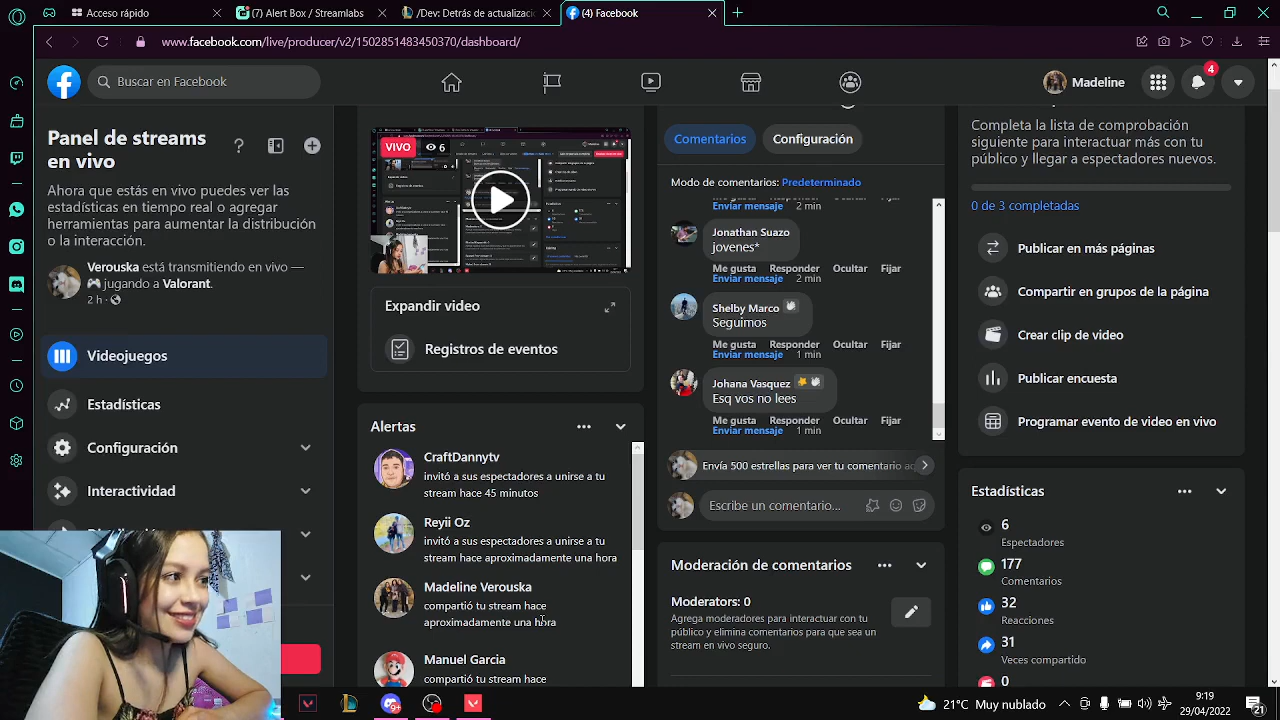 Acceso rápido
(7) Alert Box / Streamlabs
/Dev: Detrás de actualizacio
(4) Facebook
www.facebook.com/live/producer/v2/1502851483450370/dashboard/
Buscar en Facebook
Madeline
4
Panel de streams
en vivo
Ahora que estás en vivo puedes ver las
estadísticas en tiempo real o agregar
herramientas para aumentar la distribución
o la interacción.
Verouska está transmitiendo en vivo
jugando a Valorant.
2 h
Videojuegos
Estadísticas
Configuración
Interactividad
VIVO
6
Expandir video
Registros de eventos
Alertas
CraftDannytv
invitó a sus espectadores a unirse a tu
stream hace 45 minutos
Reyji Oz
invitó a sus espectadores a unirse a tu
stream hace aproximadamente una hora
Madeline Verouska
compartió tu stream hace
aproximadamente una hora
Manuel Garcia
compartió tu stream hace
Comentarios
Configuración
Modo de comentarios: Predeterminado
Enviar mensaje 2 min
Jonathan Suazo
jovenes*
Me gusta Responder Ocultar Fijar
Enviar mensaje 2 min
Shelby Marco
Seguimos
Me gusta Responder Ocultar Fijar
Enviar mensaje 1 min
Johana Vasquez
Esq vos no lees
Me gusta Responder Ocultar Fijar
Enviar mensaje 1 min
Envía 500 estrellas para ver tu comentario
Escribe un comentario...
Moderación de comentarios
Moderators: 0
Agrega moderadores para interactuar con tu
público y elimina comentarios para que sea un
stream en vivo seguro.
Completa esta lista de tareas con
herramientas interactivas e importantes
para llegar a más espectadores.
0 de 3 completadas
Publicar en más páginas
Compartir en grupos de la página
Crear clip de video
Publicar encuesta
Programar evento de video en vivo
Estadísticas
6
Espectadores
177
Comentarios
32
Reacciones
31
Veces compartido
0
21°C Muy nublado
29/04/2022
21